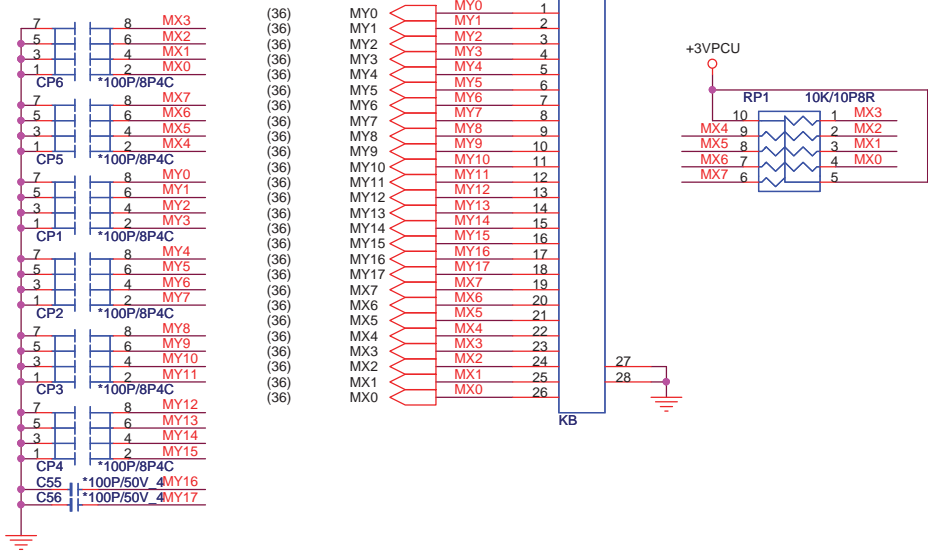 7 8 MX3
5 6 MX2
3 4 MX1
1 2 MX0
CP6 *100P/8P4C
7 8 MX7
5 6 MX6
3 4 MX5
1 2 MX4
CP5 *100P/8P4C
7 8 MY0
5 6 MY1
3 4 MY2
1 2 MY3
CP1 *100P/8P4C
7 8 MY4
5 6 MY5
3 4 MY6
1 2 MY7
CP2 *100P/8P4C
7 8 MY8
5 6 MY9
3 4 MY10
1 2 MY11
CP3 *100P/8P4C
7 8 MY12
5 6 MY13
3 4 MY14
1 2 MY15
CP4 *100P/8P4C
C55 *100P/50V_4 MY16
C56 *100P/50V_4 MY17
(36) MY0 MY0 1
(36) MY1 MY1 2
(36) MY2 MY2 3
(36) MY3 MY3 4
(36) MY4 MY4 5
(36) MY5 MY5 6
(36) MY6 MY6 7
(36) MY7 MY7 8
(36) MY8 MY8 9
(36) MY9 MY9 10
(36) MY10 MY10 11
(36) MY11 MY11 12
(36) MY12 MY12 13
(36) MY13 MY13 14
(36) MY14 MY14 15
(36) MY15 MY15 16
(36) MY16 MY16 17
(36) MY17 MY17 18
(36) MX7 MX7 19
(36) MX6 MX6 20
(36) MX5 MX5 21
(36) MX4 MX4 22
(36) MX3 MX3 23
(36) MX2 MX2 24 27
(36) MX1 MX1 25 28
(36) MX0 MX0 26
KB
+3VPCU
RP1 10K/10P8R
10 1 MX3
MX4 9 2 MX2
MX5 8 3 MX1
MX6 7 4 MX0
MX7 6 5